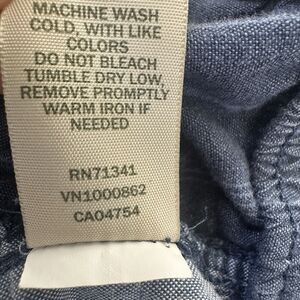 MACHINE WASH
COLD, WITH LIKE
COLORS
DO NOT BLEACH
TUMBLE DRY LOW,
REMOVE PROMPTLY
WARM IRON IF
NEEDED
RN71341
VN1000862
CA04754